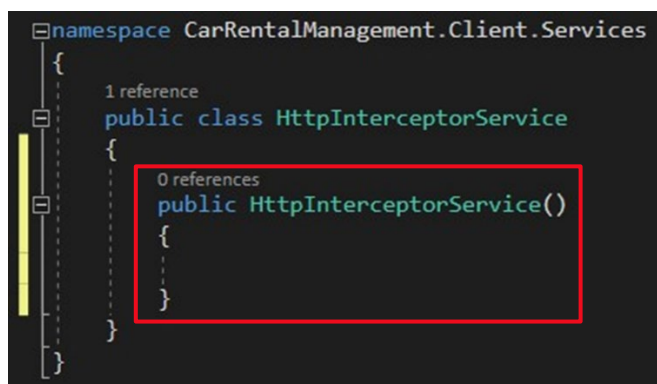 namespace CarRentalManagement.Client.Services
{
1 reference
public class HttpInterceptorService
{
0 references
public HttpInterceptorService()
{
}
}
}